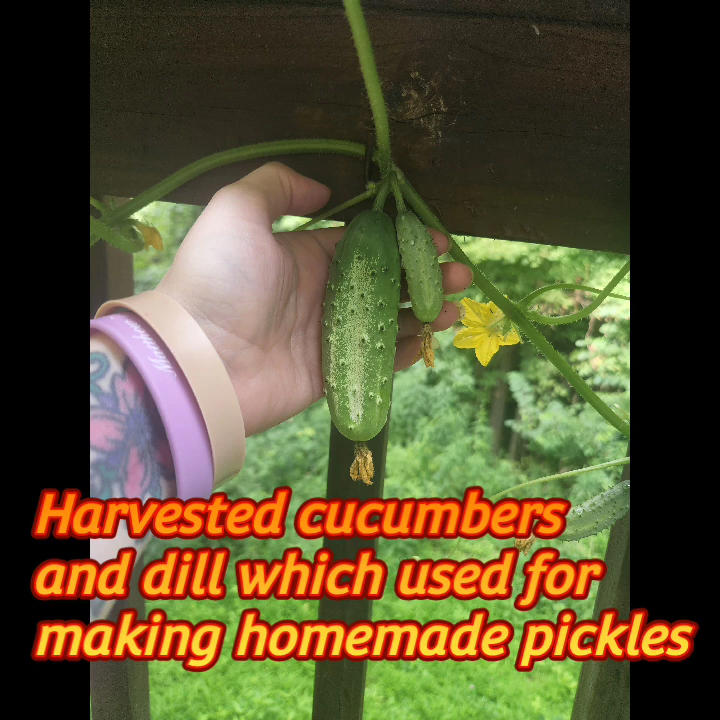 Harvested cucumbers
and dill which used for
making homemade pickles